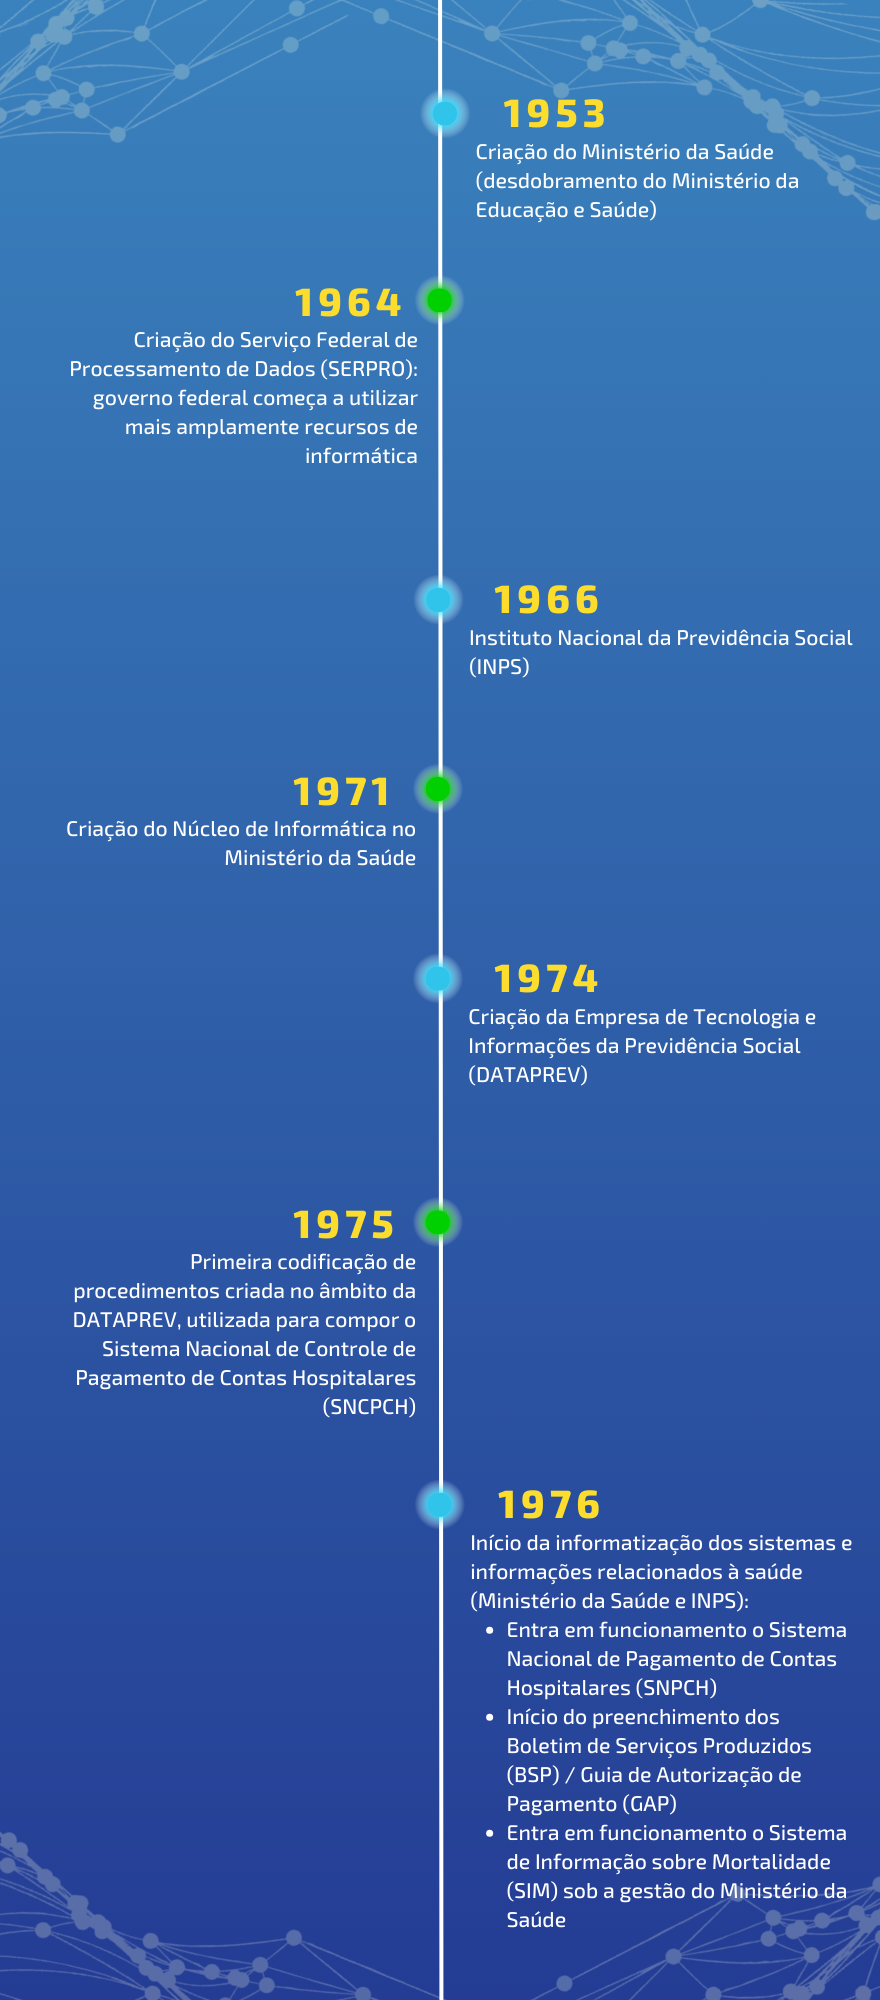 1953
Criação do Ministério da Saúde
(desdobramento do Ministério da
Educação e Saúde)
1964
Criação do Serviço Federal de
Processamento de Dados (SERPRO):
governo federal começa a utilizar
mais amplamente recursos de
informática
1966
Instituto Nacional da Previdência Social
(INPS)
1971
Criação do Núcleo de Informática no
Ministério da Saúde
1974
Criação da Empresa de Tecnologia e
Informações da Previdência Social
(DATAPREV)
1975
Primeira codificação de
procedimentos criada no âmbito da
DATAPREV, utilizada para compor o
Sistema Nacional de Controle de
Pagamento de Contas Hospitalares
(SNCPCH)
1976
Início da informatização dos sistemas e
informações relacionados à saúde
(Ministério da Saúde e INPS):
• Entra em funcionamento o Sistema
Nacional de Pagamento de Contas
Hospitalares (SNPCH)
• Início do preenchimento dos
Boletim de Serviços Produzidos
(BSP) / Guia de Autorização de
Pagamento (GAP)
• Entra em funcionamento o Sistema
de Informação sobre Mortalidade
(SIM) sob a gestão do Ministério da
Saúde